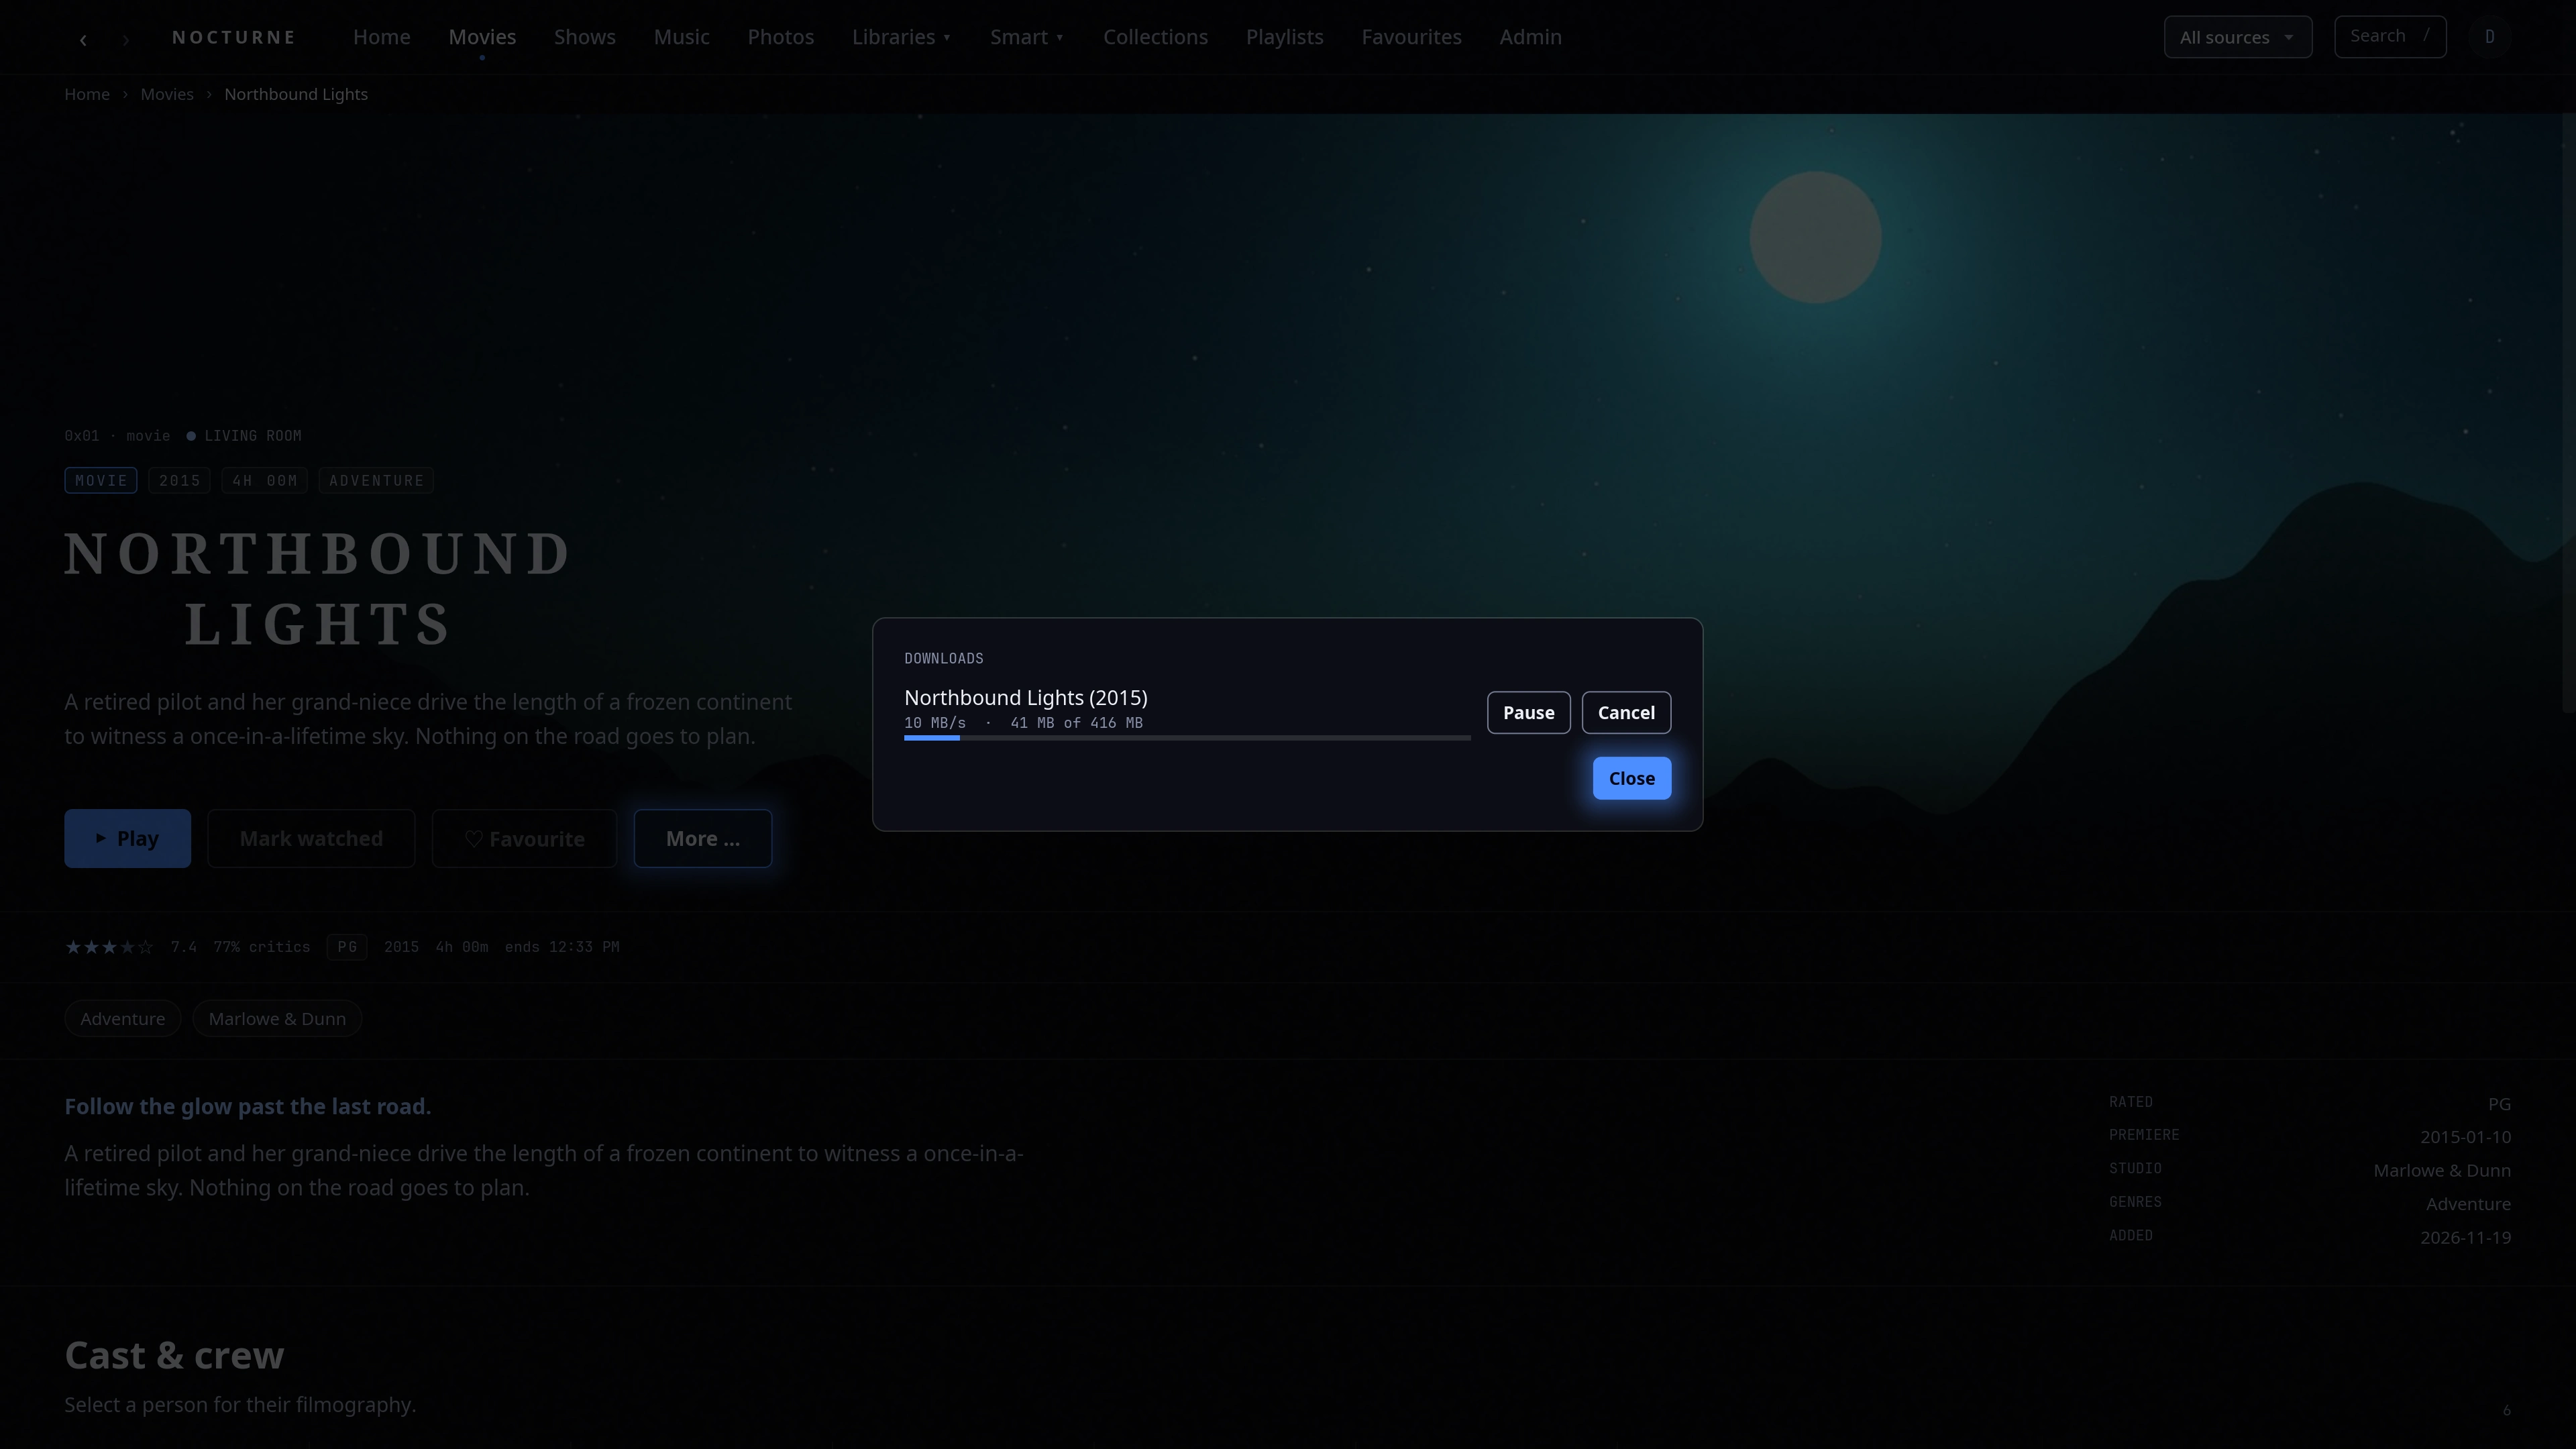 ‹ › NOCTURNE Home Movies Shows Music Photos Libraries ▾ Smart ▾ Collections Playlists Favourites Admin All sources Search / D
Home › Movies › Northbound Lights
0x01 · movie ● LIVING ROOM
MOVIE 2015 4H 00M ADVENTURE
NORTHBOUND
LIGHTS
A retired pilot and her grand-niece drive the length of a frozen continent
to witness a once-in-a-lifetime sky. Nothing on the road goes to plan.
▶ Play Mark watched ♡ Favourite More ...
DOWNLOADS
Northbound Lights (2015)
10 MB/s · 41 MB of 416 MB
Pause Cancel
Close
★★★★☆ 7.4 77% critics PG 2015 4h 00m ends 12:33 PM
Adventure Marlowe & Dunn
Follow the glow past the last road.
A retired pilot and her grand-niece drive the length of a frozen continent to witness a once-in-a-
lifetime sky. Nothing on the road goes to plan.
RATED PG
PREMIERE 2015-01-10
STUDIO Marlowe & Dunn
GENRES Adventure
ADDED 2026-11-19
Cast & crew
Select a person for their filmography.
6